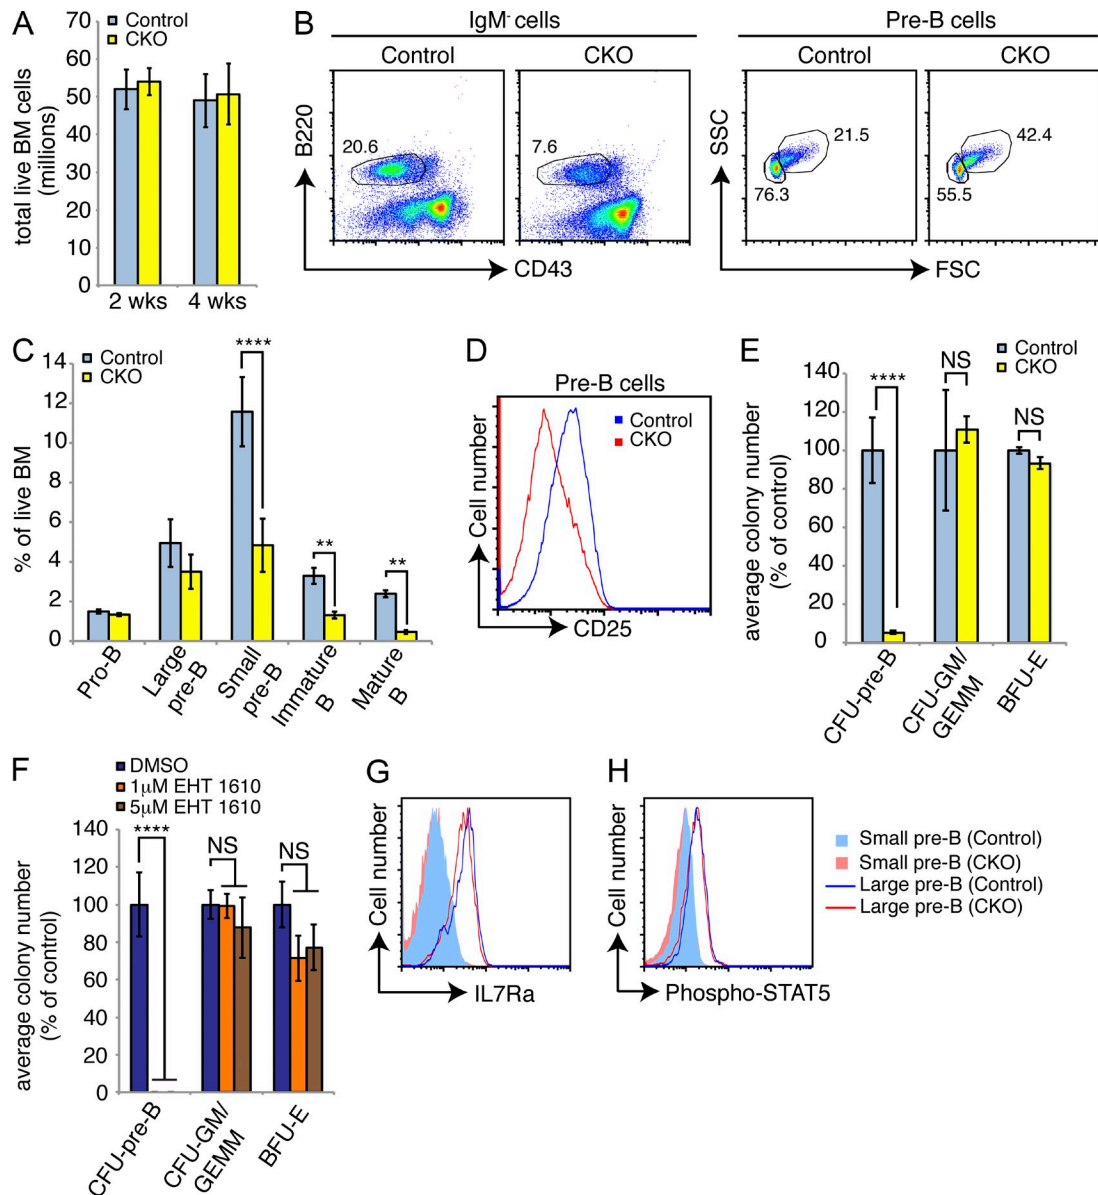 A
Control
CKO
total live BM cells
(millions)
70
60
50
40
30
20
10
0
2 wks
4 wks
B
IgM- cells
Pre-B cells
Control
CKO
Control
CKO
B220
20.6
7.6
CD43
SSC
21.5
76.3
42.4
55.5
FSC
C
Control
CKO
% of live BM
14
12
10
8
6
4
2
0
****
**
**
Pro-B
Large
pre-B
Small
pre-B
Immature
B
Mature
B
D
Pre-B cells
Control
CKO
Cell number
CD25
E
Control
CKO
average colony number
(% of control)
140
120
100
80
60
40
20
0
****
NS
NS
CFU-pre-B
CFU-GM/
GEMM
BFU-E
F
DMSO
1µM EHT 1610
5µM EHT 1610
average colony number
(% of control)
140
120
100
80
60
40
20
0
****
NS
NS
CFU-pre-B
CFU-GM/
GEMM
BFU-E
G
Cell number
IL7Ra
H
Cell number
Phospho-STAT5
Small pre-B (Control)
Small pre-B (CKO)
Large pre-B (Control)
Large pre-B (CKO)